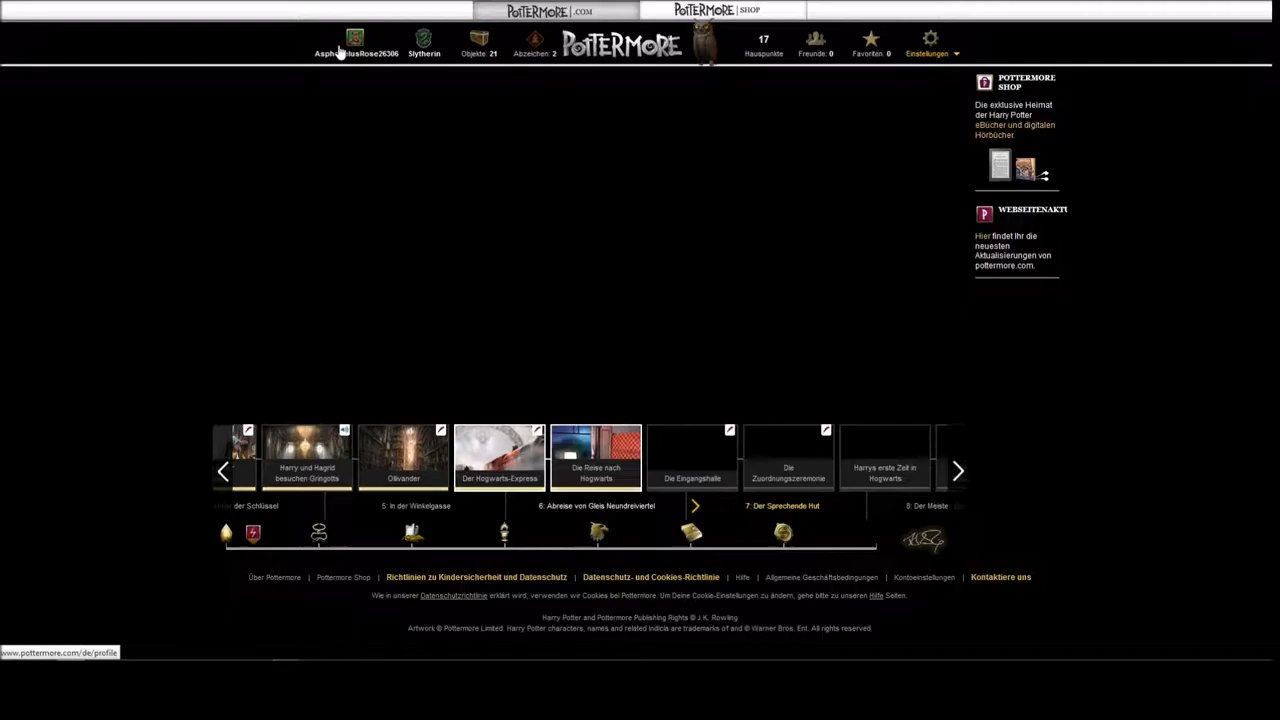 POTTERMORE .COM
POTTERMORE SHOP
Slytherin
Objekte: 21
Abzeichen: 2
POTTERMORE
17
Hauspunkte
Freunde: 0
Favoriten: 0
Einstellungen
POTTERMORE
SHOP
Die exklusive Heimat
der Harry Potter
eBücher und digitalen
Hörbücher.
WEBSEITENAKTU
Hier findet Ihr die
neuesten
Aktualisierungen von
pottermore.com.
Harry und Hagrid
besuchen Gringotts
Ollivander
Der Hogwarts-Express
Die Reise nach
Hogwarts
Die Eingangshalle
Die
Zuordnungszeremonie
Harrys erste Zeit in
Hogwarts
der Schlüssel
5: In der Winkelgasse
6: Abreise von Gleis Neundreiviertel
7: Der Sprechende Hut
8: Der Meiste
Über Pottermore | Pottermore Shop | Richtlinien zu Kindersicherheit und Datenschutz | Datenschutz- und Cookies-Richtlinie | Hilfe | Allgemeine Geschäftsbedingungen | Kontoeinstellungen | Kontaktiere uns
Wie in unserer Datenschutzrichtlinie erklärt wird, verwenden wir Cookies bei Pottermore. Um Deine Cookie-Einstellungen zu ändern, gehe bitte zu unseren Hilfe Seiten.
Harry Potter and Pottermore Publishing Rights © J.K. Rowling
Artwork © Pottermore Limited. Harry Potter characters, names and related indicia are trademarks of and © Warner Bros. Ent. All rights reserved.
www.pottermore.com/de/profile